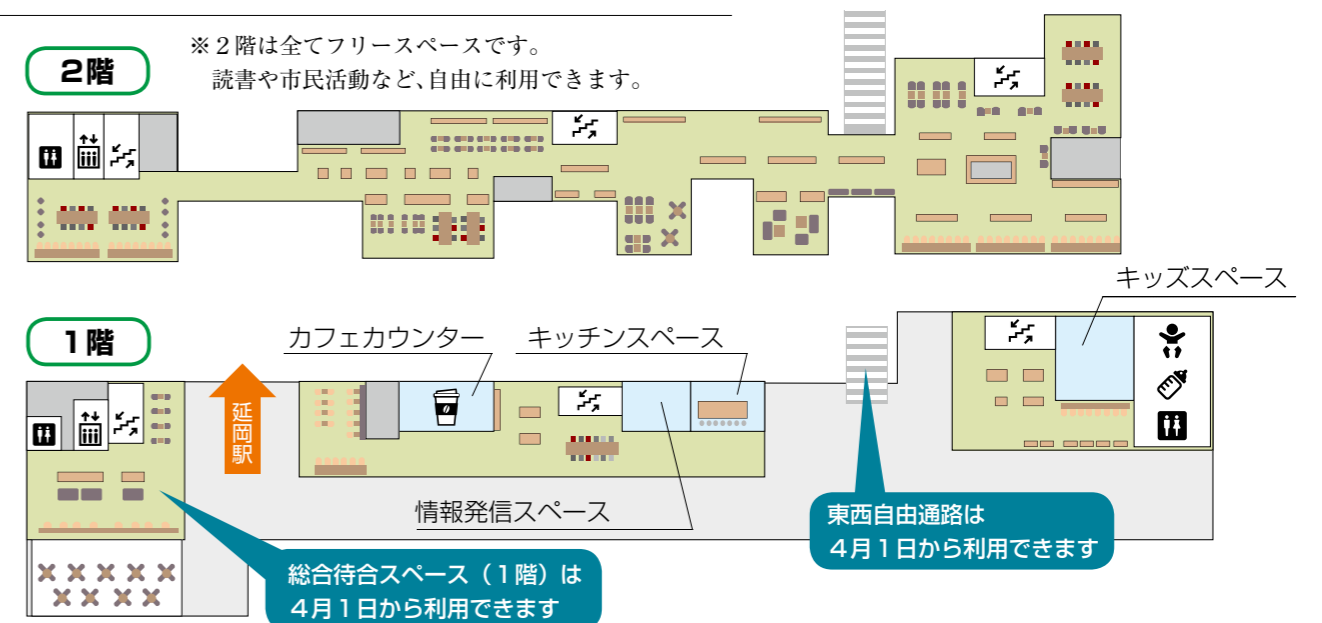 ※２階は全てフリースペースです。
読書や市民活動など、自由に利用できます。
２階
キッズスペース
１階
カフェカウンター
キッチンスペース
延岡駅
情報発信スペース
東西自由通路は
４月１日から利用できます
総合待合スペース（１階）は
４月１日から利用できます